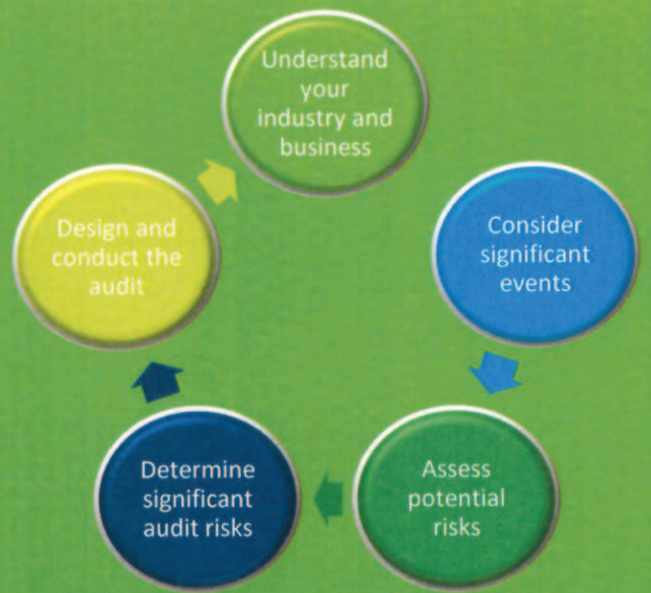 Understand
your
industry and
business
Consider
significant
events
Assess
potential
risks
Determine
significant
audit risks
Design and
conduct the
audit